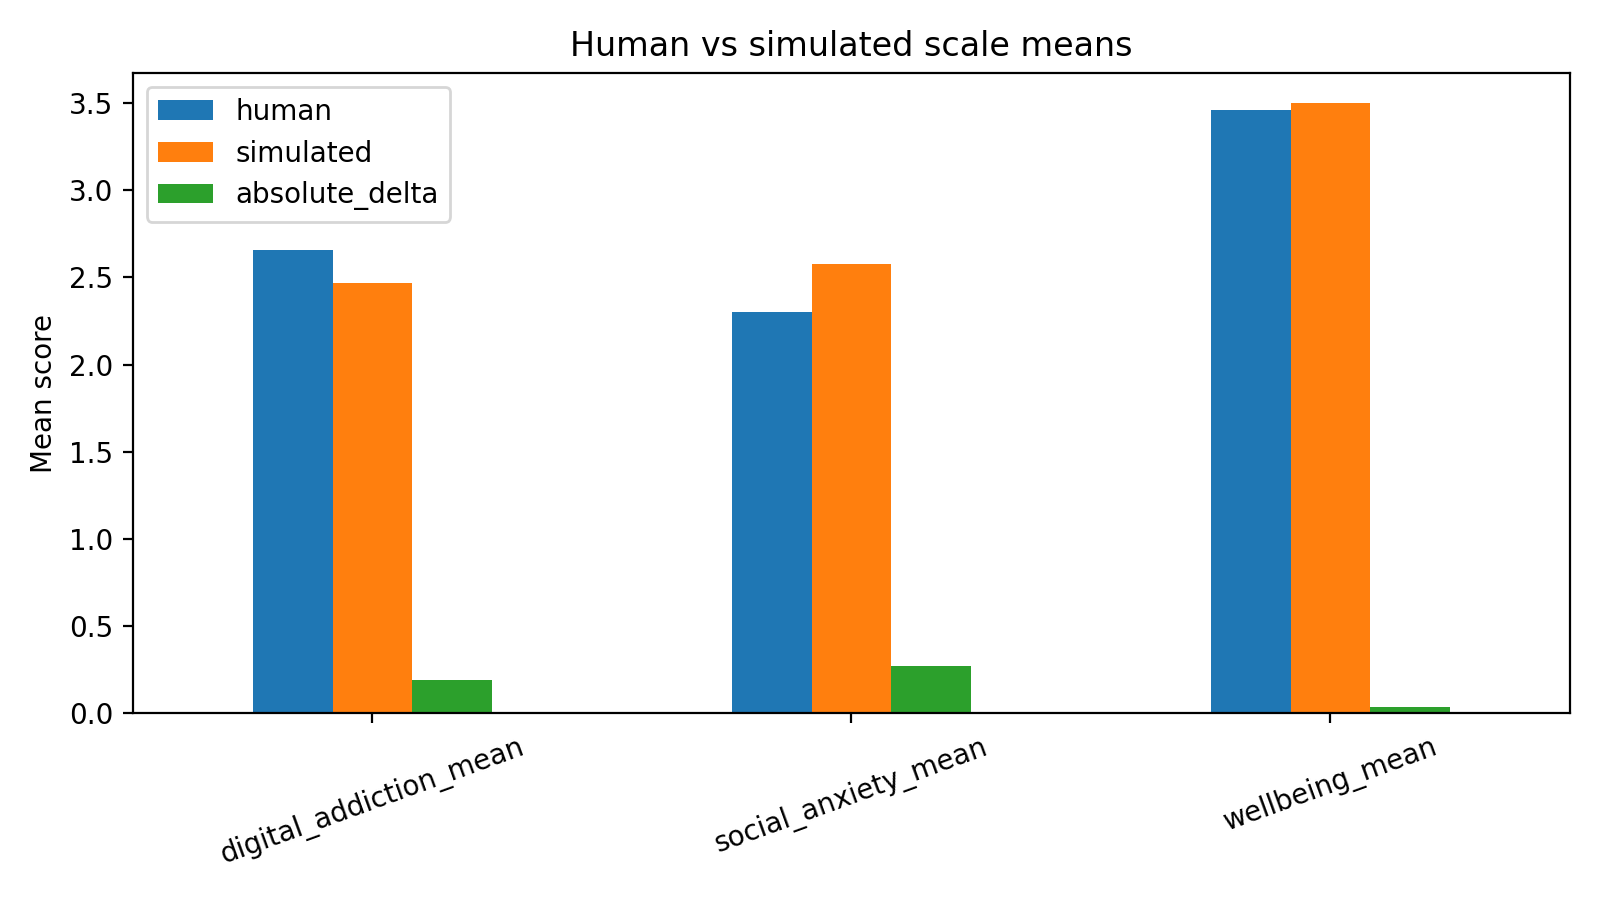 Human vs simulated scale means
human
simulated
absolute_delta
Mean score
3.5
3.0
2.5
2.0
1.5
1.0
0.5
0.0
digital_addiction_mean
social_anxiety_mean
wellbeing_mean